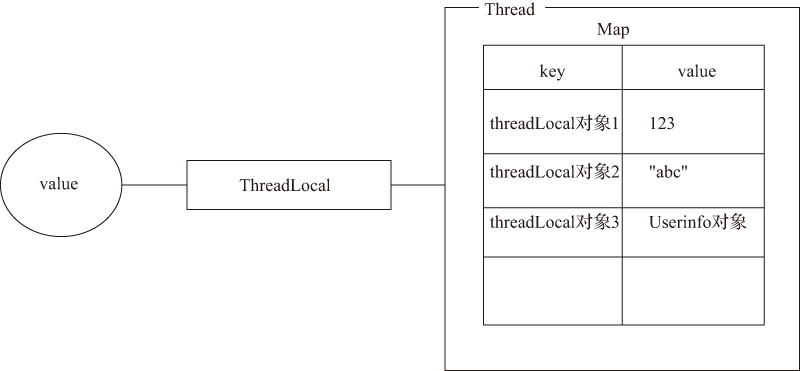 Thread
Map
key value
threadLocal对象1 123
value
ThreadLocal
threadLocal对象2 "abc"
threadLocal对象3 Userinfo对象